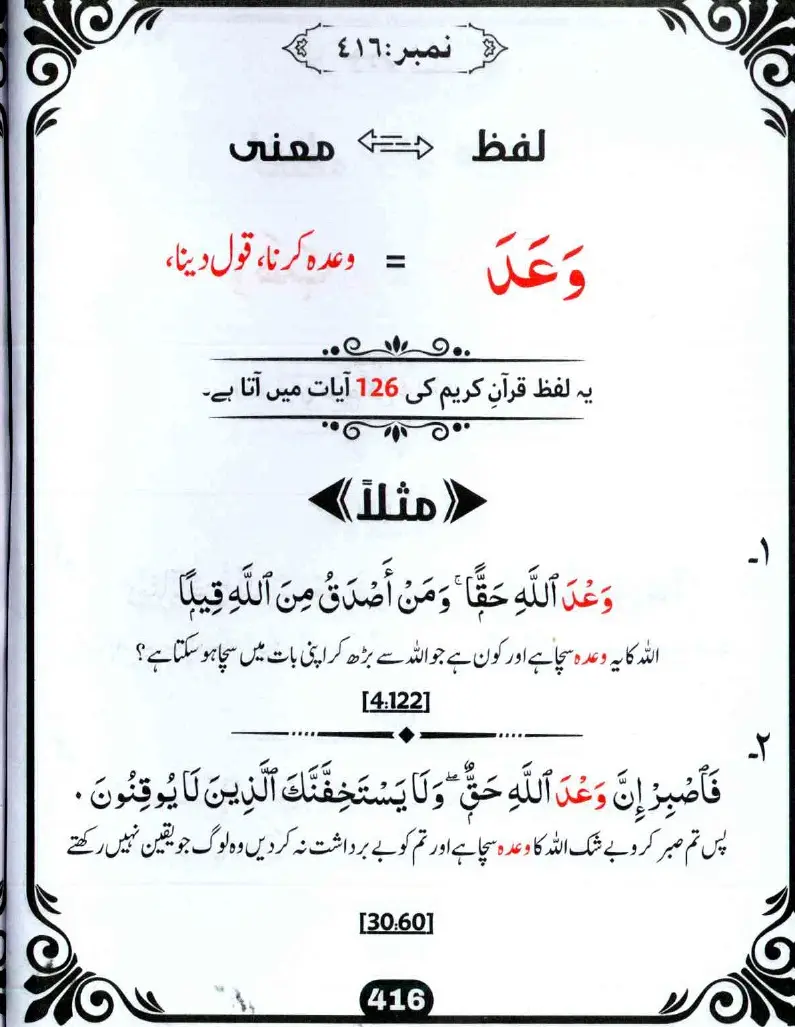 نمبر:٤١٦
لفظ ⇐⇒ معنی
وَعَدَ = وعدہ کرنا، قول دینا،
یہ لفظ قرآنِ کریم کی 126 آیات میں آتا ہے۔
مثلاً
١۔
وَعْدَ ٱللَّهِ حَقًّا ۚ وَمَنْ أَصْدَقُ مِنَ ٱللَّهِ قِيلًا
اللہ کا یہ وعدہ سچا ہے اور کون ہے جو اللہ سے بڑھ کر اپنی بات میں سچا ہو سکتا ہے؟
[4:122]
٢۔
فَٱصْبِرْ إِنَّ وَعْدَ ٱللَّهِ حَقٌّ ۖ وَلَا يَسْتَخِفَّنَّكَ ٱلَّذِينَ لَا يُوقِنُونَ ۰
پس تم صبر کرو بے شک اللہ کا وعدہ سچا ہے اور تم کو بے برداشت نہ کر دیں وہ لوگ جو یقین نہیں رکھتے
[30:60]
416